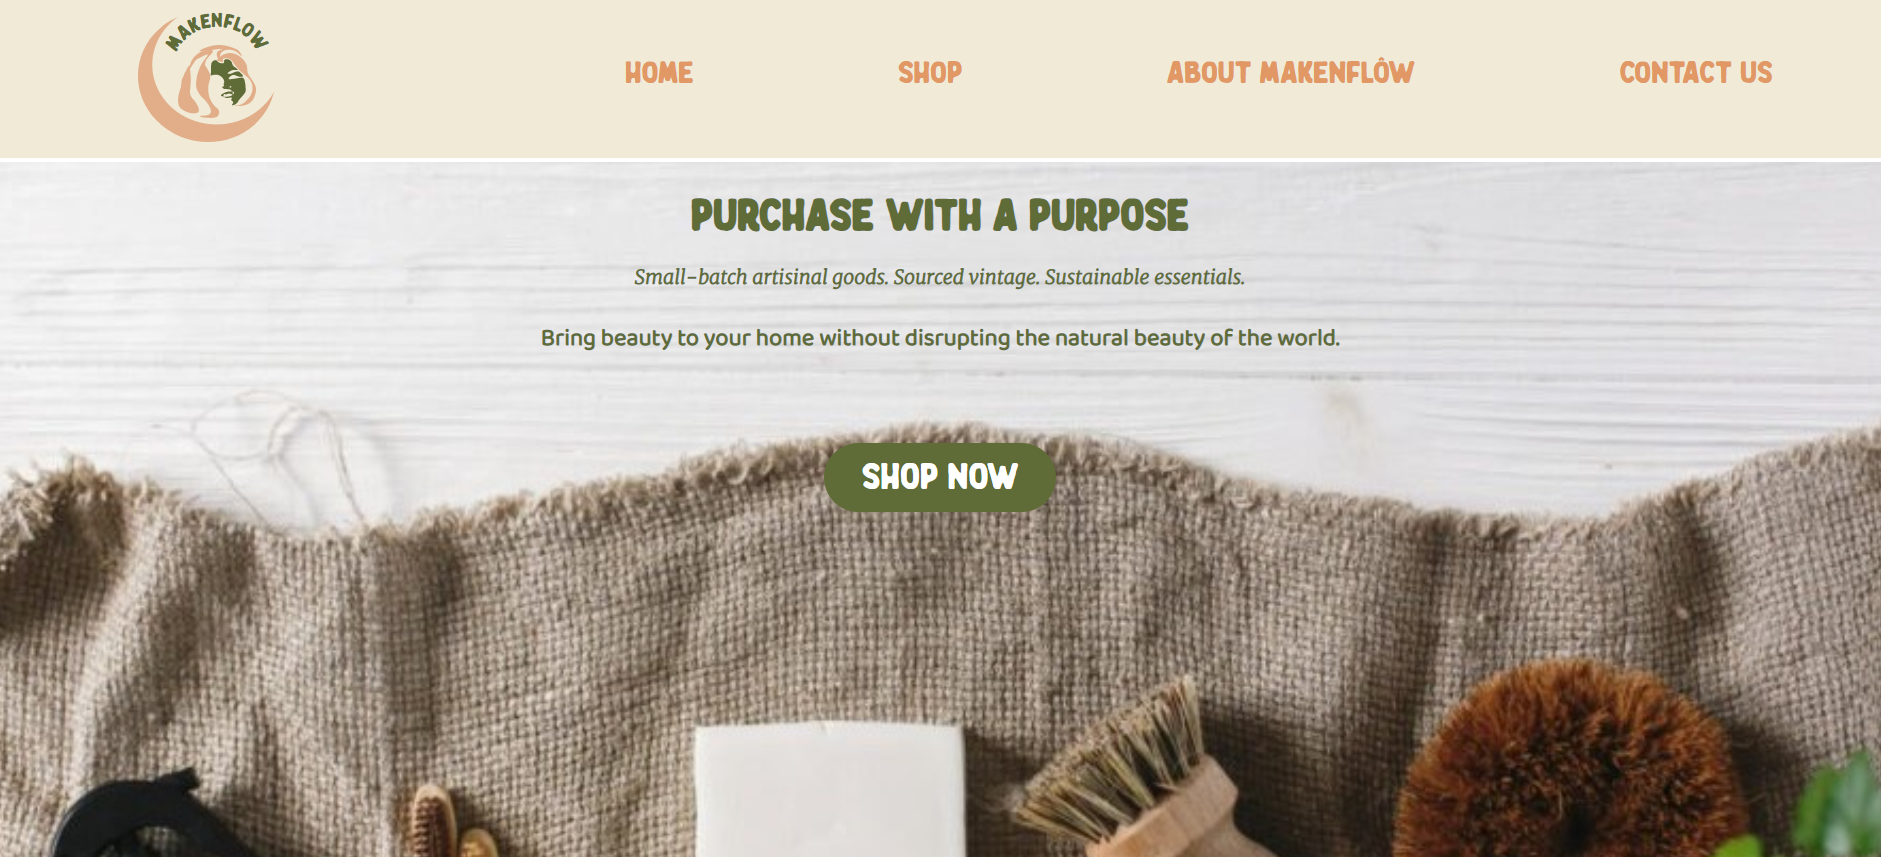 MAKENFLOW
HOME SHOP ABOUT MAKENFLÔW CONTACT US
PURCHASE WITH A PURPOSE
Small-batch artisinal goods. Sourced vintage. Sustainable essentials.
Bring beauty to your home without disrupting the natural beauty of the world.
SHOP NOW